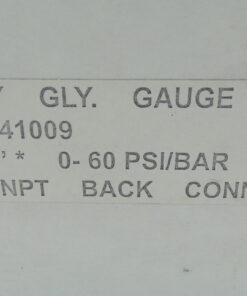 GLY. GAUGE
41009
" * 0- 60 PSI/BAR
NPT BACK CONN